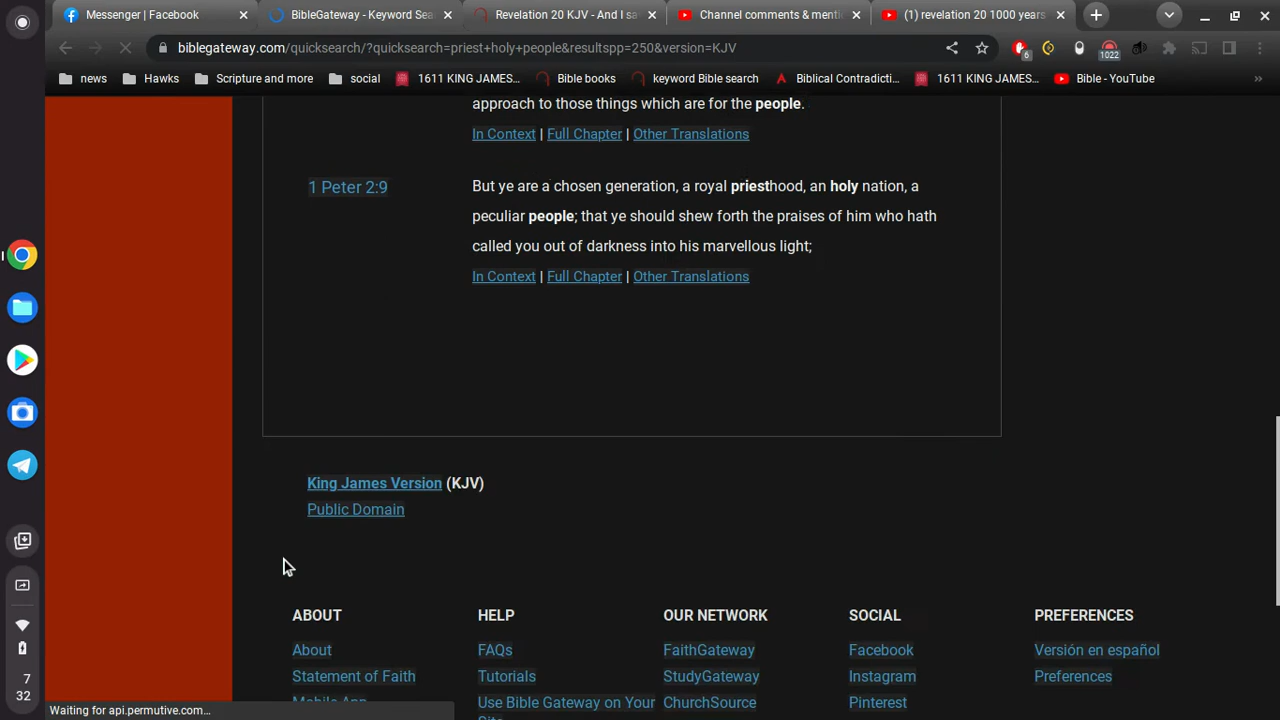 Messenger | Facebook
BibleGateway - Keyword Sea
Revelation 20 KJV - And I sa
Channel comments & menti
(1) revelation 20 1000 years
biblegateway.com/quicksearch/?quicksearch=priest+holy+people&resultspp=250&version=KJV
6
1022
news
Hawks
Scripture and more
social
1611 KING JAMES...
Bible books
keyword Bible search
Biblical Contradicti...
1611 KING JAMES...
Bible - YouTube
»
approach to those things which are for the people.
In Context | Full Chapter | Other Translations
1 Peter 2:9
But ye are a chosen generation, a royal priesthood, an holy nation, a
peculiar people; that ye should shew forth the praises of him who hath
called you out of darkness into his marvellous light;
In Context | Full Chapter | Other Translations
King James Version (KJV)
Public Domain
ABOUT
HELP
OUR NETWORK
SOCIAL
PREFERENCES
About
FAQs
FaithGateway
Facebook
Versión en español
Statement of Faith
Tutorials
StudyGateway
Instagram
Preferences
Mobile App
Use Bible Gateway on Your
Site
ChurchSource
Pinterest
Waiting for api.permutive.com...
7
32